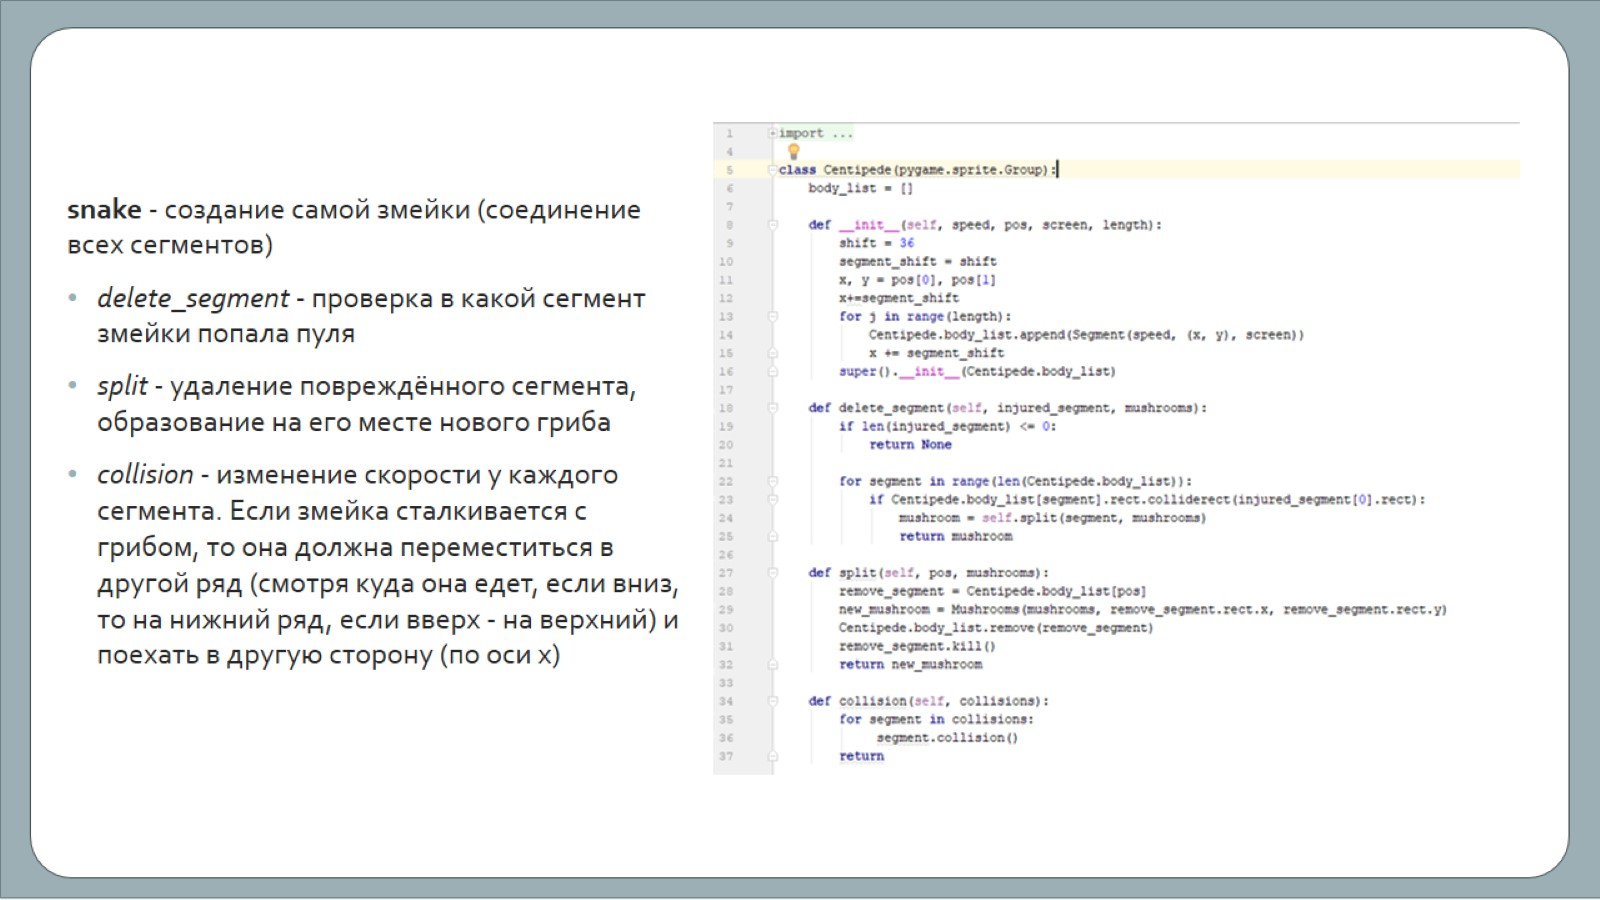 snake - создание самой змейки (соединение
всех сегментов)
• delete_segment - проверка в какой сегмент
змейки попала пуля
• split - удаление повреждённого сегмента,
образование на его месте нового гриба
• collision - изменение скорости у каждого
сегмента. Если змейка сталкивается с
грибом, то она должна переместиться в
другой ряд (смотря куда она едет, если вниз,
то на нижний ряд, если вверх - на верхний) и
поехать в другую сторону (по оси x)
1 import ...
4
5 class Centipede(pygame.sprite.Group):
6 body_list = []
7
8 def __init__(self, speed, pos, screen, length):
9 shift = 36
10 segment_shift = shift
11 x, y = pos[0], pos[1]
12 x+=segment_shift
13 for j in range(length):
14 Centipede.body_list.append(Segment(speed, (x, y), screen))
15 x += segment_shift
16 super().__init__(Centipede.body_list)
17
18 def delete_segment(self, injured_segment, mushrooms):
19 if len(injured_segment) <= 0:
20 return None
21
22 for segment in range(len(Centipede.body_list)):
23 if Centipede.body_list[segment].rect.colliderect(injured_segment[0].rect):
24 mushroom = self.split(segment, mushrooms)
25 return mushroom
26
27 def split(self, pos, mushrooms):
28 remove_segment = Centipede.body_list[pos]
29 new_mushroom = Mushrooms(mushrooms, remove_segment.rect.x, remove_segment.rect.y)
30 Centipede.body_list.remove(remove_segment)
31 remove_segment.kill()
32 return new_mushroom
33
34 def collision(self, collisions):
35 for segment in collisions:
36 segment.collision()
37 return